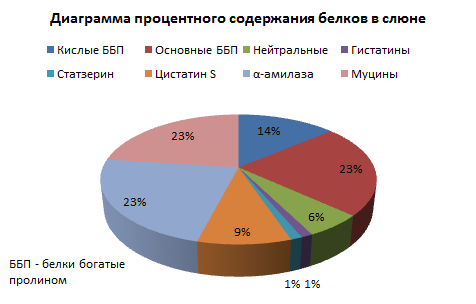 Диаграмма процентного содержания белков в слюне
Кислые ББП Основные ББП Нейтральные Гистатины
Статзерин Цистатин S α-амилаза Муцины
14%
23%
23%
6%
23%
9%
1% 1%
ББП - белки богатые
пролином